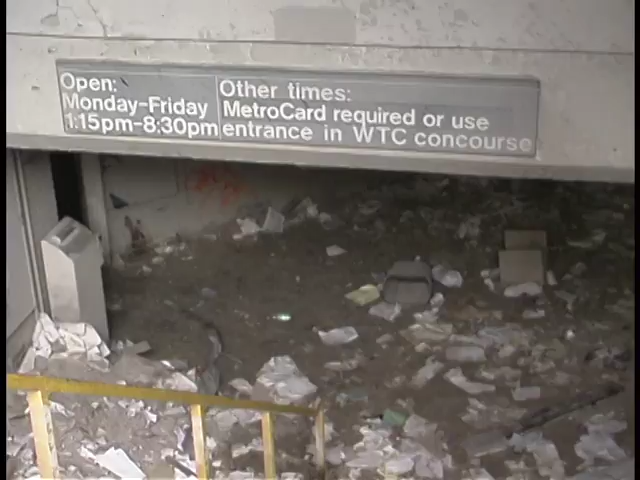 Open:
Monday-Friday
1:15pm-8:30pm
Other times:
MetroCard required or use
entrance in WTC concourse